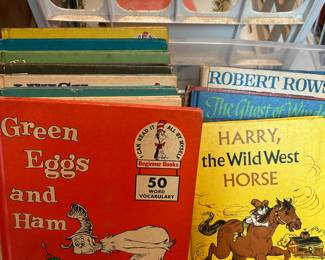 ROBERT ROWS
The Ghost of
Green
Eggs
and
Ham
I CAN READ IT ALL BY MYSELF
Beginner Books
50
WORD
VOCABULARY
HARRY,
the Wild West
HORSE